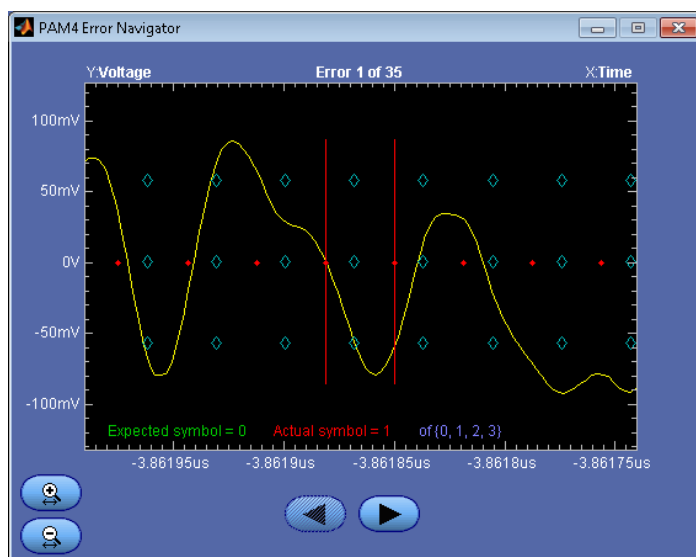 PAM4 Error Navigator
Y:Voltage Error 1 of 35 X:Time
100mV
50mV
0V
-50mV
-100mV
Expected symbol = 0 Actual symbol = 1 of {0, 1, 2, 3}
-3.86195us -3.8619us -3.86185us -3.8618us -3.86175us